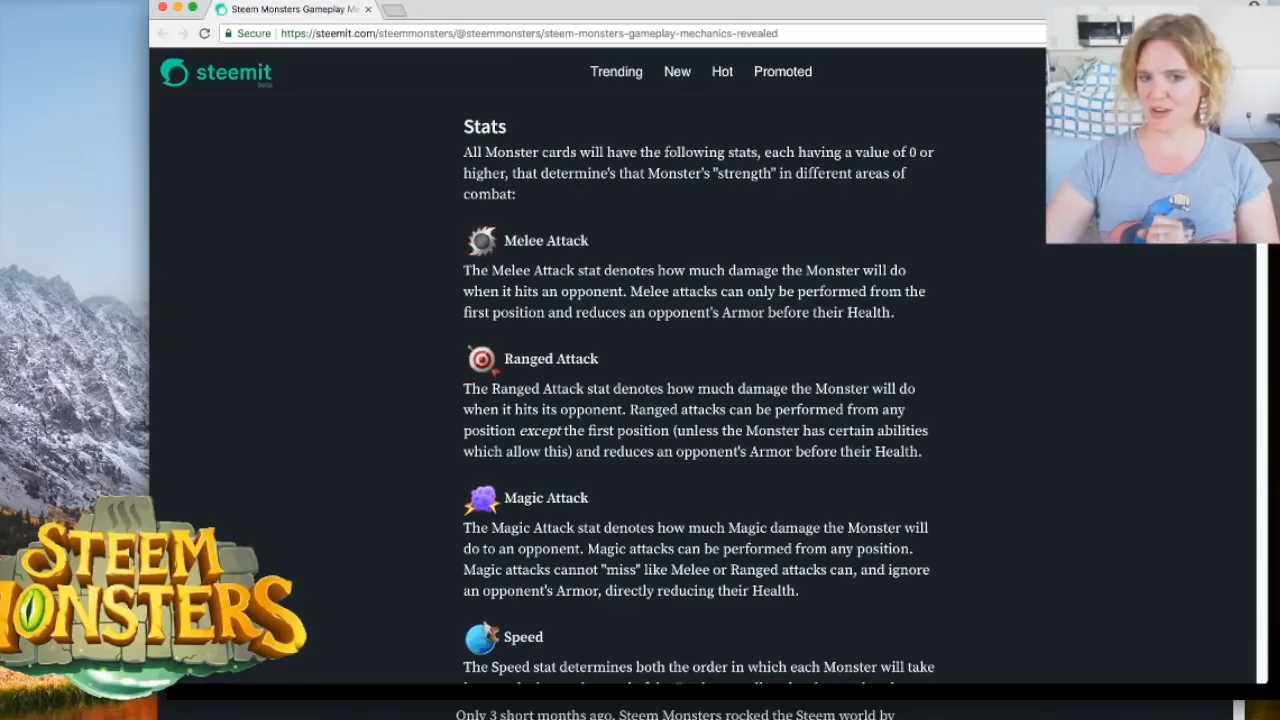 Steem Monsters Gameplay Me
Secure
https://steemit.com/steemmonsters/@steemmonsters/steem-monsters-gameplay-mechanics-revealed
steemit
beta
Trending New Hot Promoted
Stats
All Monster cards will have the following stats, each having a value of 0 or
higher, that determine's that Monster's "strength" in different areas of
combat:
Melee Attack
The Melee Attack stat denotes how much damage the Monster will do
when it hits an opponent. Melee attacks can only be performed from the
first position and reduces an opponent's Armor before their Health.
Ranged Attack
The Ranged Attack stat denotes how much damage the Monster will do
when it hits its opponent. Ranged attacks can be performed from any
position except the first position (unless the Monster has certain abilities
which allow this) and reduces an opponent's Armor before their Health.
Magic Attack
The Magic Attack stat denotes how much Magic damage the Monster will
do to an opponent. Magic attacks can be performed from any position.
Magic attacks cannot "miss" like Melee or Ranged attacks can, and ignore
an opponent's Armor, directly reducing their Health.
Speed
The Speed stat determines both the order in which each Monster will take
Only 3 short months ago, Steem Monsters rocked the Steem world by
STEEM
MONSTERS